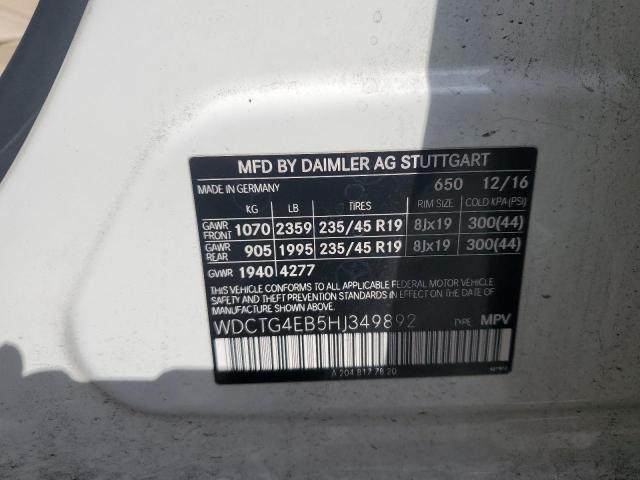 MFD BY DAIMLER AG STUTTGART
MADE IN GERMANY 650 12/16
KG LB TIRES RIM SIZE COLD KPA (PSI)
GAWR FRONT 1070 2359 235/45 R19 8Jx19 300(44)
GAWR REAR 905 1995 235/45 R19 8Jx19 300(44)
GVWR 1940 4277
THIS VEHICLE CONFORMS TO ALL APPLICABLE FEDERAL MOTOR VEHICLE
SAFETY AND THEFT PREVENTION STANDARDS IN EFFECT ON THE DATE OF
MANUFACTURE SHOWN ABOVE.
WDCTG4EB5HJ349892 TYPE MPV
A 204 817 78 20